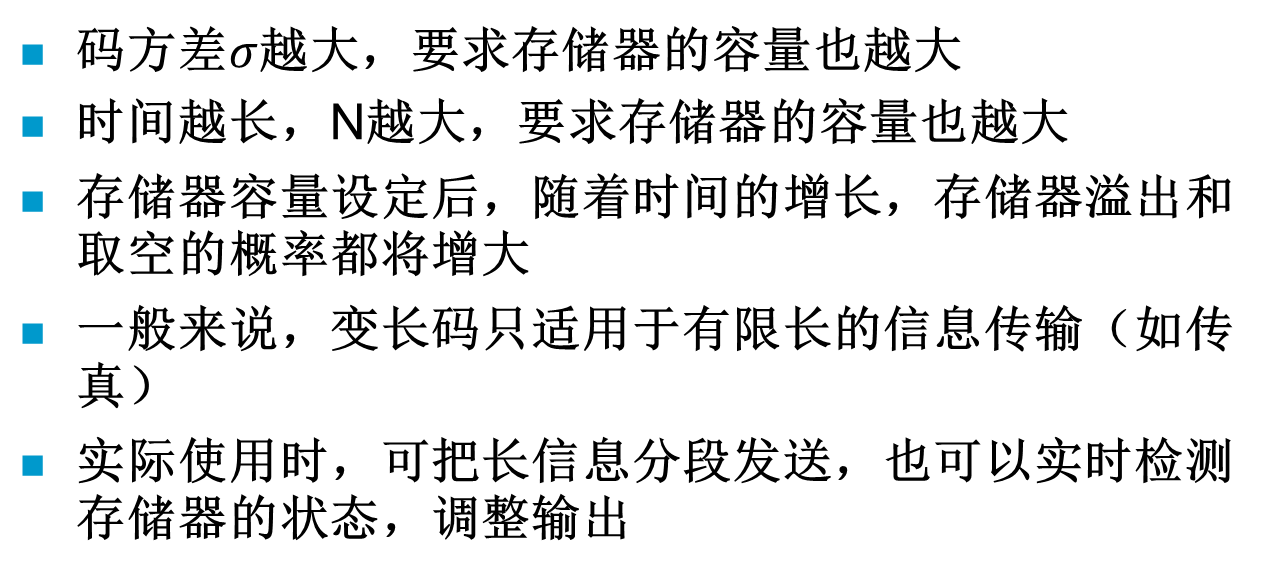 码方差σ越大，要求存储器的容量也越大
时间越长，N越大，要求存储器的容量也越大
存储器容量设定后，随着时间的增长，存储器溢出和
取空的概率都将增大
一般来说，变长码只适用于有限长的信息传输（如传
真）
实际使用时，可把长信息分段发送，也可以实时检测
存储器的状态，调整输出